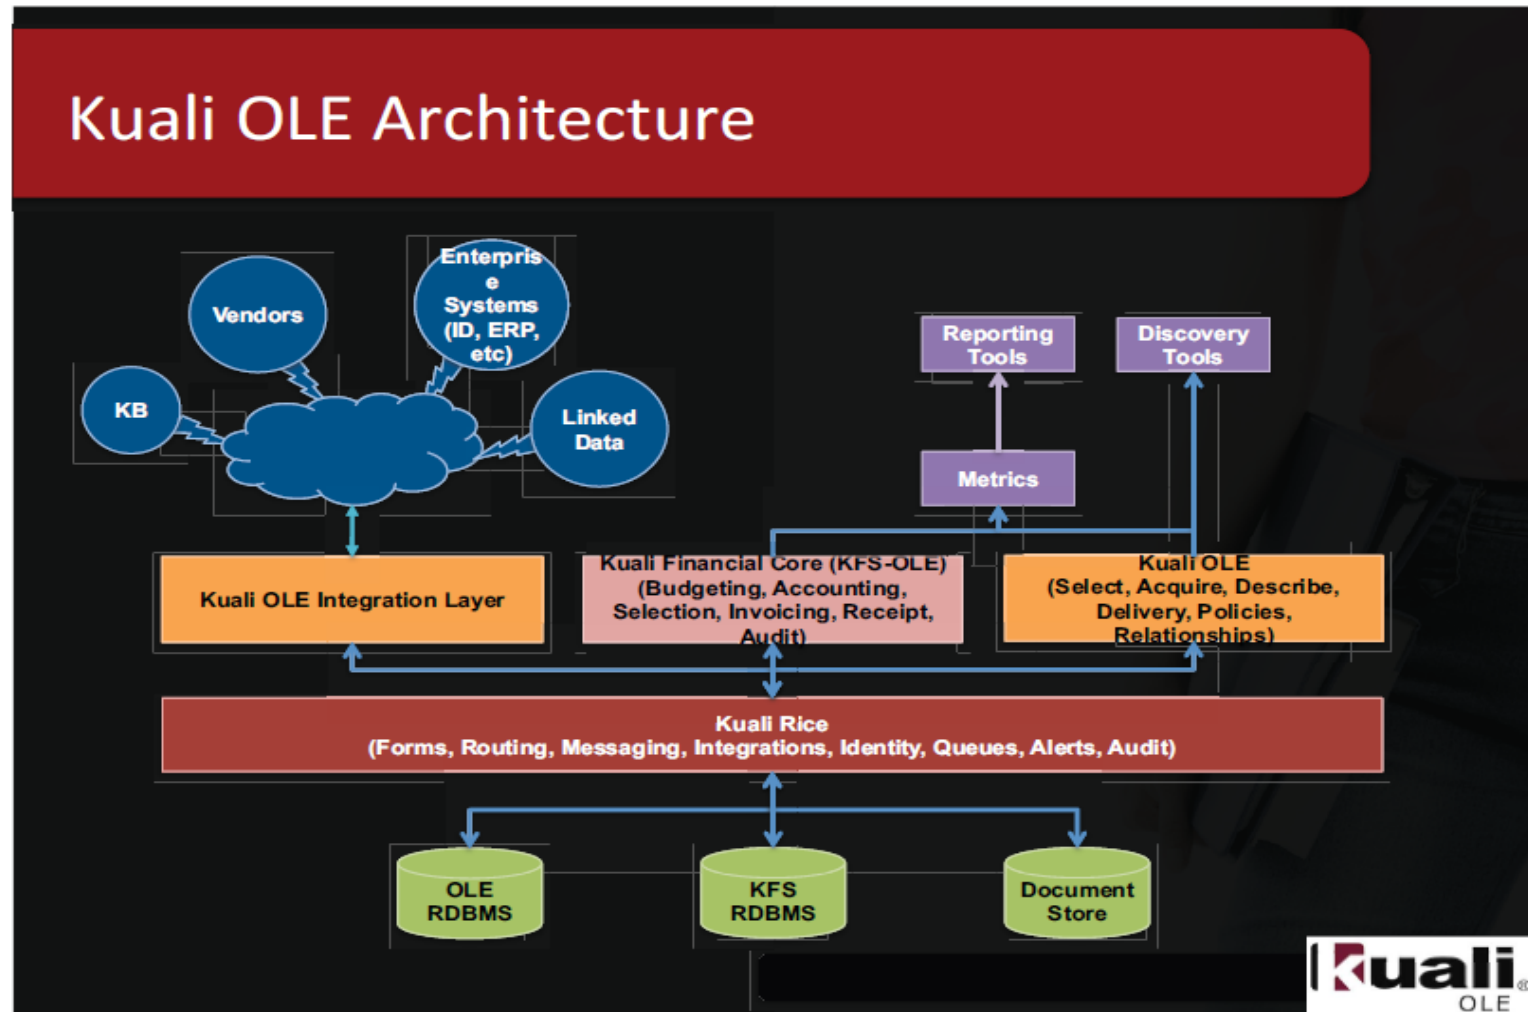 Kuali OLE Architecture
Vendors
Enterpris
e
Systems
(ID, ERP,
etc)
KB
Linked
Data
Reporting
Tools
Discovery
Tools
Metrics
Kuali OLE Integration Layer
Kuali Financial Core (KFS-OLE)
(Budgeting, Accounting,
Selection, Invoicing, Receipt,
Audit)
Kuali OLE
(Select, Acquire, Describe,
Delivery, Policies,
Relationships)
Kuali Rice
(Forms, Routing, Messaging, Integrations, Identity, Queues, Alerts, Audit)
OLE
RDBMS
KFS
RDBMS
Document
Store
kuali®
OLE